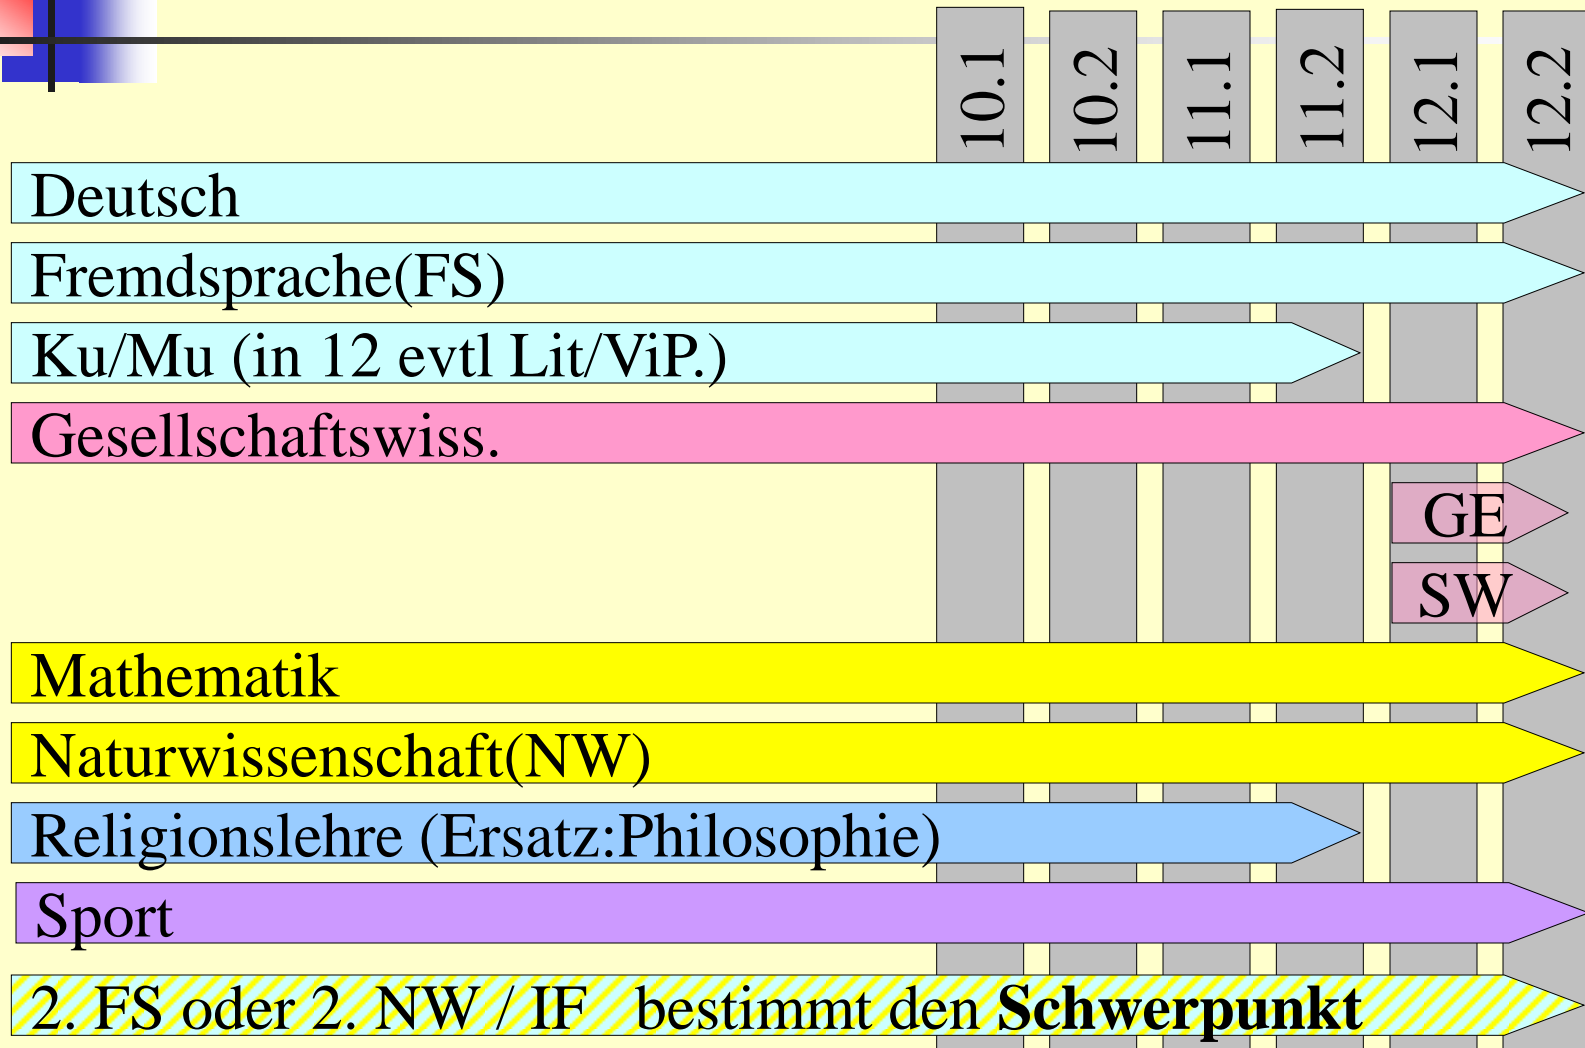 10.1
10.2
11.1
11.2
12.1
12.2
Deutsch
Fremdsprache(FS)
Ku/Mu (in 12 evtl Lit/ViP.)
Gesellschaftswiss.
GE
SW
Mathematik
Naturwissenschaft(NW)
Religionslehre (Ersatz:Philosophie)
Sport
2. FS oder 2. NW / IF bestimmt den Schwerpunkt